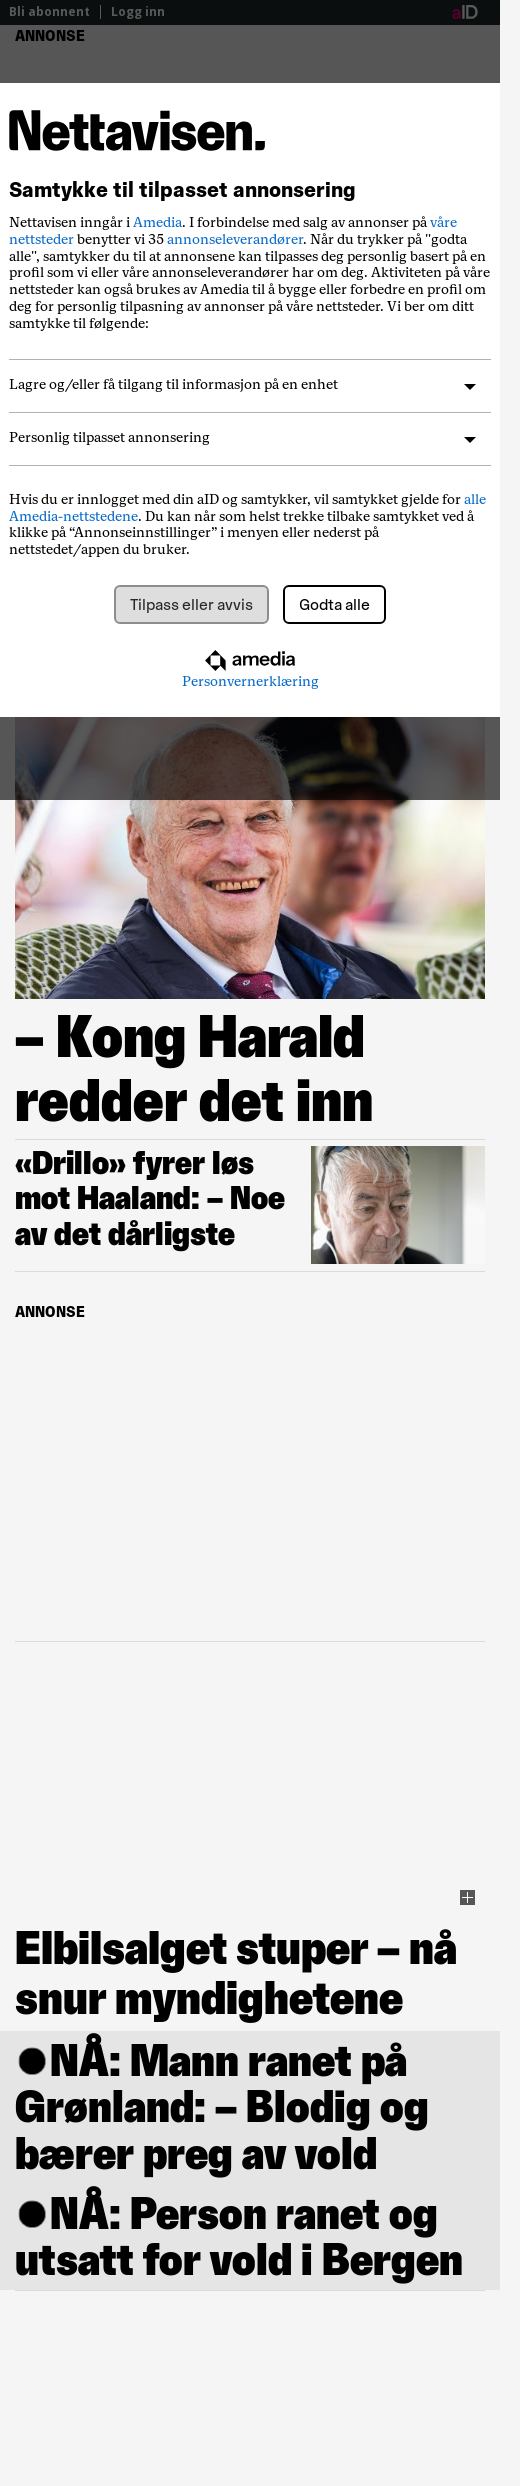 Bli abonnent | Logg inn
aID
ANNONSE
Nettavisen.
Samtykke til tilpasset annonsering
Nettavisen inngår i Amedia. I forbindelse med salg av annonser på våre
nettsteder benytter vi 35 annonseleverandører. Når du trykker på "godta
alle", samtykker du til at annonsene kan tilpasses deg personlig basert på en
profil som vi eller våre annonseleverandører har om deg. Aktiviteten på våre
nettsteder kan også brukes av Amedia til å bygge eller forbedre en profil om
deg for personlig tilpasning av annonser på våre nettsteder. Vi ber om ditt
samtykke til følgende:
Lagre og/eller få tilgang til informasjon på en enhet
Personlig tilpasset annonsering
Hvis du er innlogget med din aID og samtykker, vil samtykket gjelde for alle
Amedia-nettstedene. Du kan når som helst trekke tilbake samtykket ved å
klikke på “Annonseinnstillinger” i menyen eller nederst på
nettstedet/appen du bruker.
Tilpass eller avvis
Godta alle
amedia
Personvernerklæring
– Kong Harald
redder det inn
«Drillo» fyrer løs
mot Haaland: – Noe
av det dårligste
ANNONSE
Elbilsalget stuper – nå
snur myndighetene
●NÅ: Mann ranet på
Grønland: – Blodig og
bærer preg av vold
●NÅ: Person ranet og
utsatt for vold i Bergen